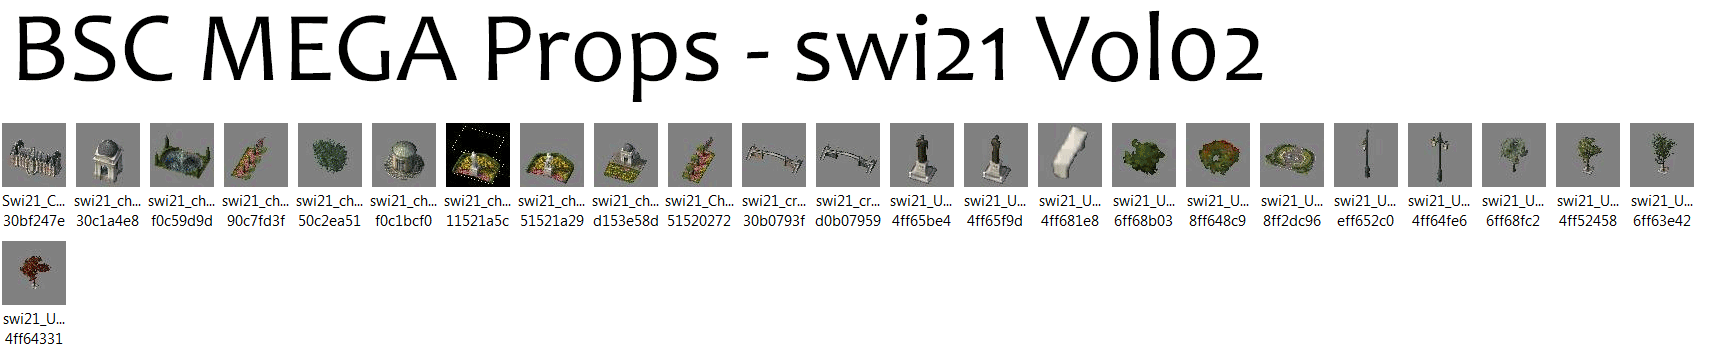 BSC MEGA Props - swi21 Vol02
Swi21_C... swi21_ch... swi21_ch... swi21_ch... swi21_ch... swi21_ch... swi21_ch... swi21_ch... swi21_ch... swi21_ch... swi21_cr... swi21_cr... swi21_U... swi21_U... swi21_U... swi21_U... swi21_U... swi21_U... swi21_U... swi21_U... swi21_U... swi21_U... swi21_U...
30bf247e 30c1a4e8 f0c59d9d 90c7fd3f 50c2ea51 f0c1bcf0 11521a5c 51521a29 d153e58d 51520272 30b0793f d0b07959 4ff65be4 4ff65f9d 4ff681e8 6ff68b03 8ff648c9 8ff2dc96 eff652c0 4ff64fe6 6ff68fc2 4ff52458 6ff63e42
swi21_U...
4ff64331